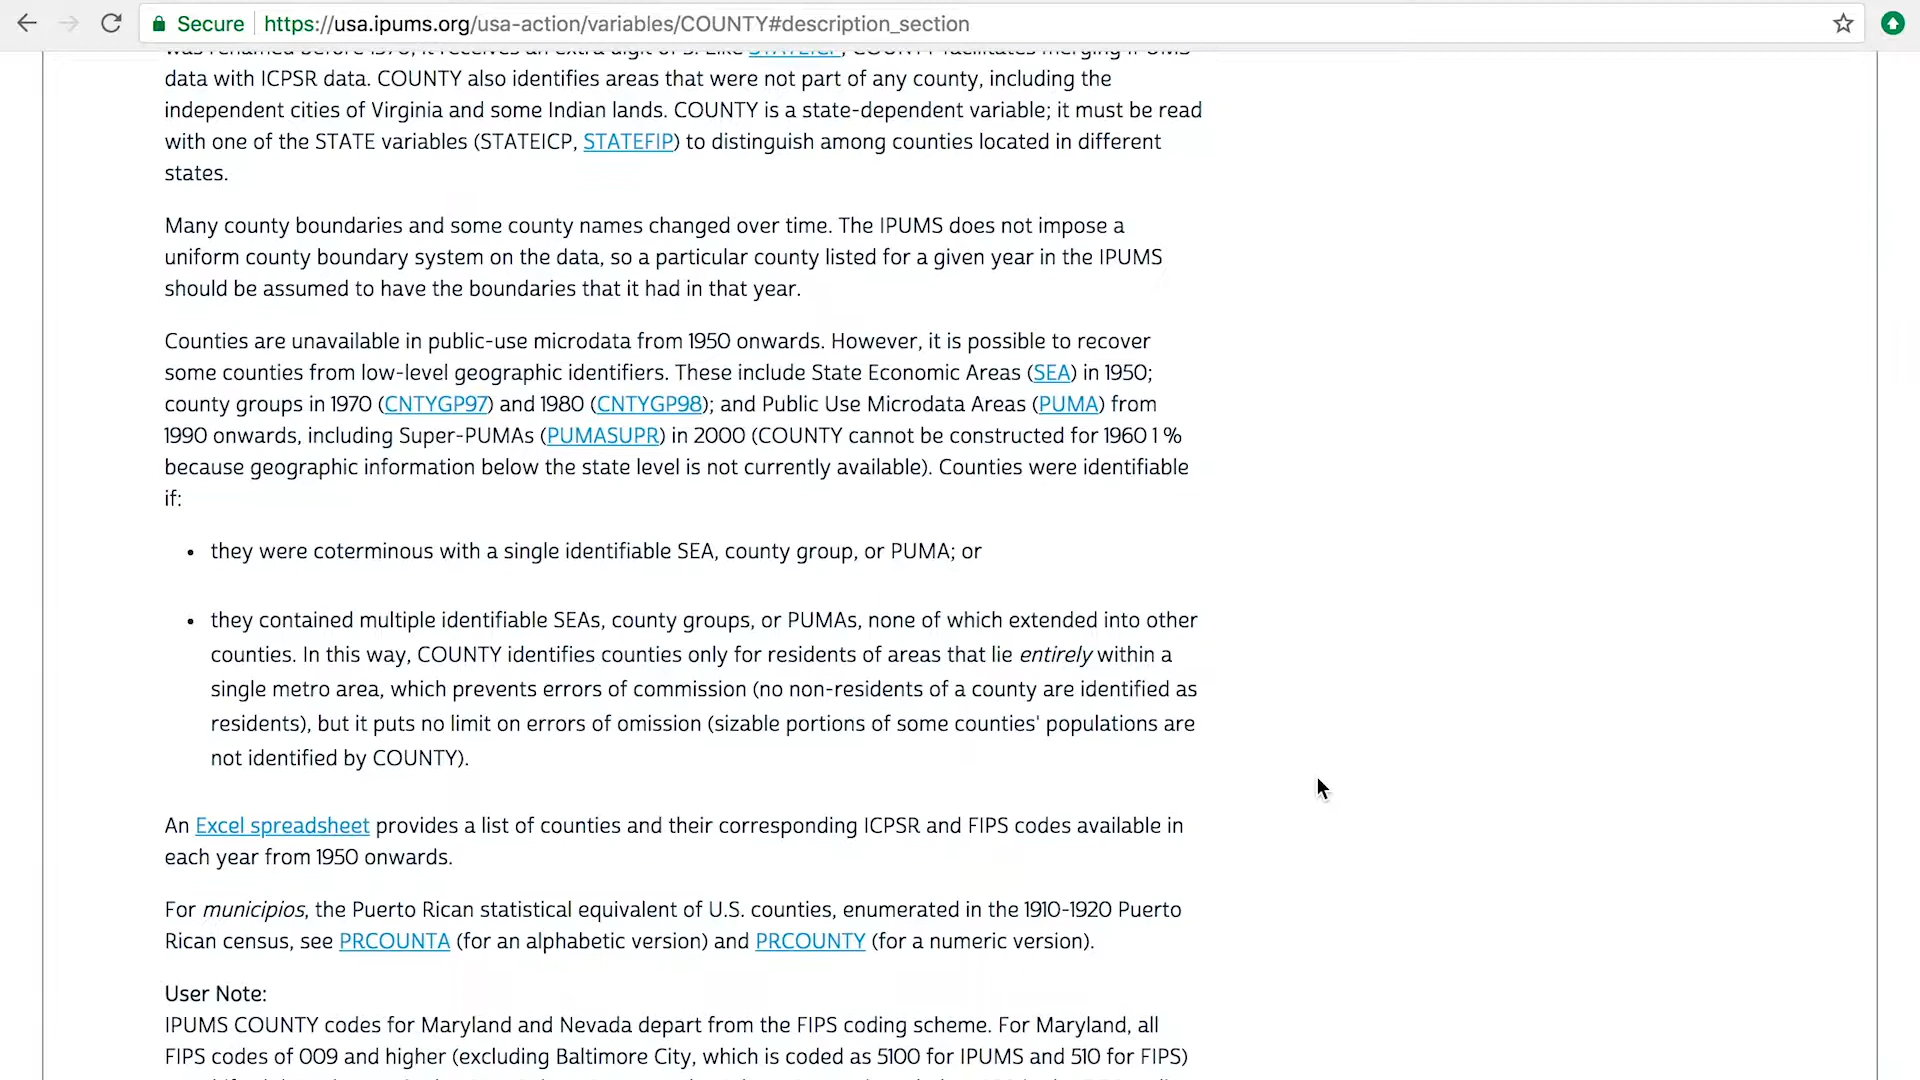 Secure https://usa.ipums.org/usa-action/variables/COUNTY#description_section
was renamed before 1970, it receives an extra digit of 5. Like STATEICP, COUNTY facilitates merging IPUMS
data with ICPSR data. COUNTY also identifies areas that were not part of any county, including the
independent cities of Virginia and some Indian lands. COUNTY is a state-dependent variable; it must be read
with one of the STATE variables (STATEICP, STATEFIP) to distinguish among counties located in different
states.
Many county boundaries and some county names changed over time. The IPUMS does not impose a
uniform county boundary system on the data, so a particular county listed for a given year in the IPUMS
should be assumed to have the boundaries that it had in that year.
Counties are unavailable in public-use microdata from 1950 onwards. However, it is possible to recover
some counties from low-level geographic identifiers. These include State Economic Areas (SEA) in 1950;
county groups in 1970 (CNTYGP97) and 1980 (CNTYGP98); and Public Use Microdata Areas (PUMA) from
1990 onwards, including Super-PUMAs (PUMASUPR) in 2000 (COUNTY cannot be constructed for 1960 1 %
because geographic information below the state level is not currently available). Counties were identifiable
if:
• they were coterminous with a single identifiable SEA, county group, or PUMA; or
• they contained multiple identifiable SEAs, county groups, or PUMAs, none of which extended into other
counties. In this way, COUNTY identifies counties only for residents of areas that lie entirely within a
single metro area, which prevents errors of commission (no non-residents of a county are identified as
residents), but it puts no limit on errors of omission (sizable portions of some counties' populations are
not identified by COUNTY).
An Excel spreadsheet provides a list of counties and their corresponding ICPSR and FIPS codes available in
each year from 1950 onwards.
For municipios, the Puerto Rican statistical equivalent of U.S. counties, enumerated in the 1910-1920 Puerto
Rican census, see PRCOUNTA (for an alphabetic version) and PRCOUNTY (for a numeric version).
User Note:
IPUMS COUNTY codes for Maryland and Nevada depart from the FIPS coding scheme. For Maryland, all
FIPS codes of 009 and higher (excluding Baltimore City, which is coded as 5100 for IPUMS and 510 for FIPS)